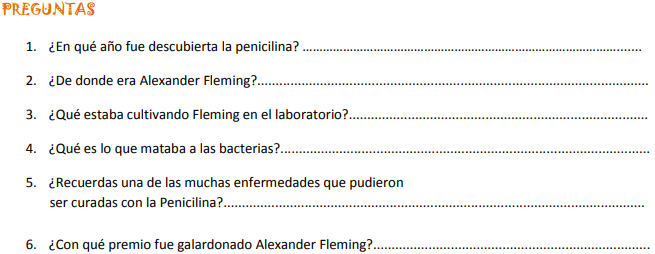 PREGUNTAS
1. ¿En qué año fue descubierta la penicilina? ………………………………………………………………………………………......
2. ¿De donde era Alexander Fleming?.........................................................................................................
3. ¿Qué estaba cultivando Fleming en el laboratorio?................................................................................
4. ¿Qué es lo que mataba a las bacterias?...................................................................................................
5. ¿Recuerdas una de las muchas enfermedades que pudieron
ser curadas con la Penicilina?.................................................................................................................
6. ¿Con qué premio fue galardonado Alexander Fleming?..........................................................................